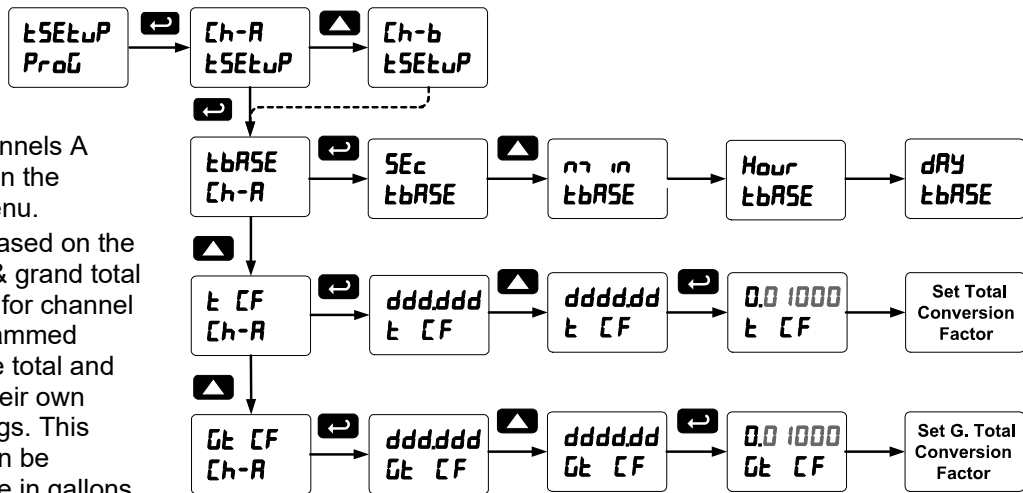 tSEtuP
ProG
Ch-A
tSEtuP
Ch-b
tSEtuP
nnels A
n the
enu.
ased on the
& grand total
for channel
ammed
e total and
eir own
gs. This
n be
e in gallons
tbASE
Ch-A
SEc
tbASE
min
tbASE
Hour
tbASE
dAY
tbASE
t CF
Ch-A
ddd.ddd
t CF
dddd.dd
t CF
0.01000
t CF
Set Total
Conversion
Factor
Gt CF
Ch-A
ddd.ddd
Gt CF
dddd.dd
Gt CF
0.01000
Gt CF
Set G. Total
Conversion
Factor